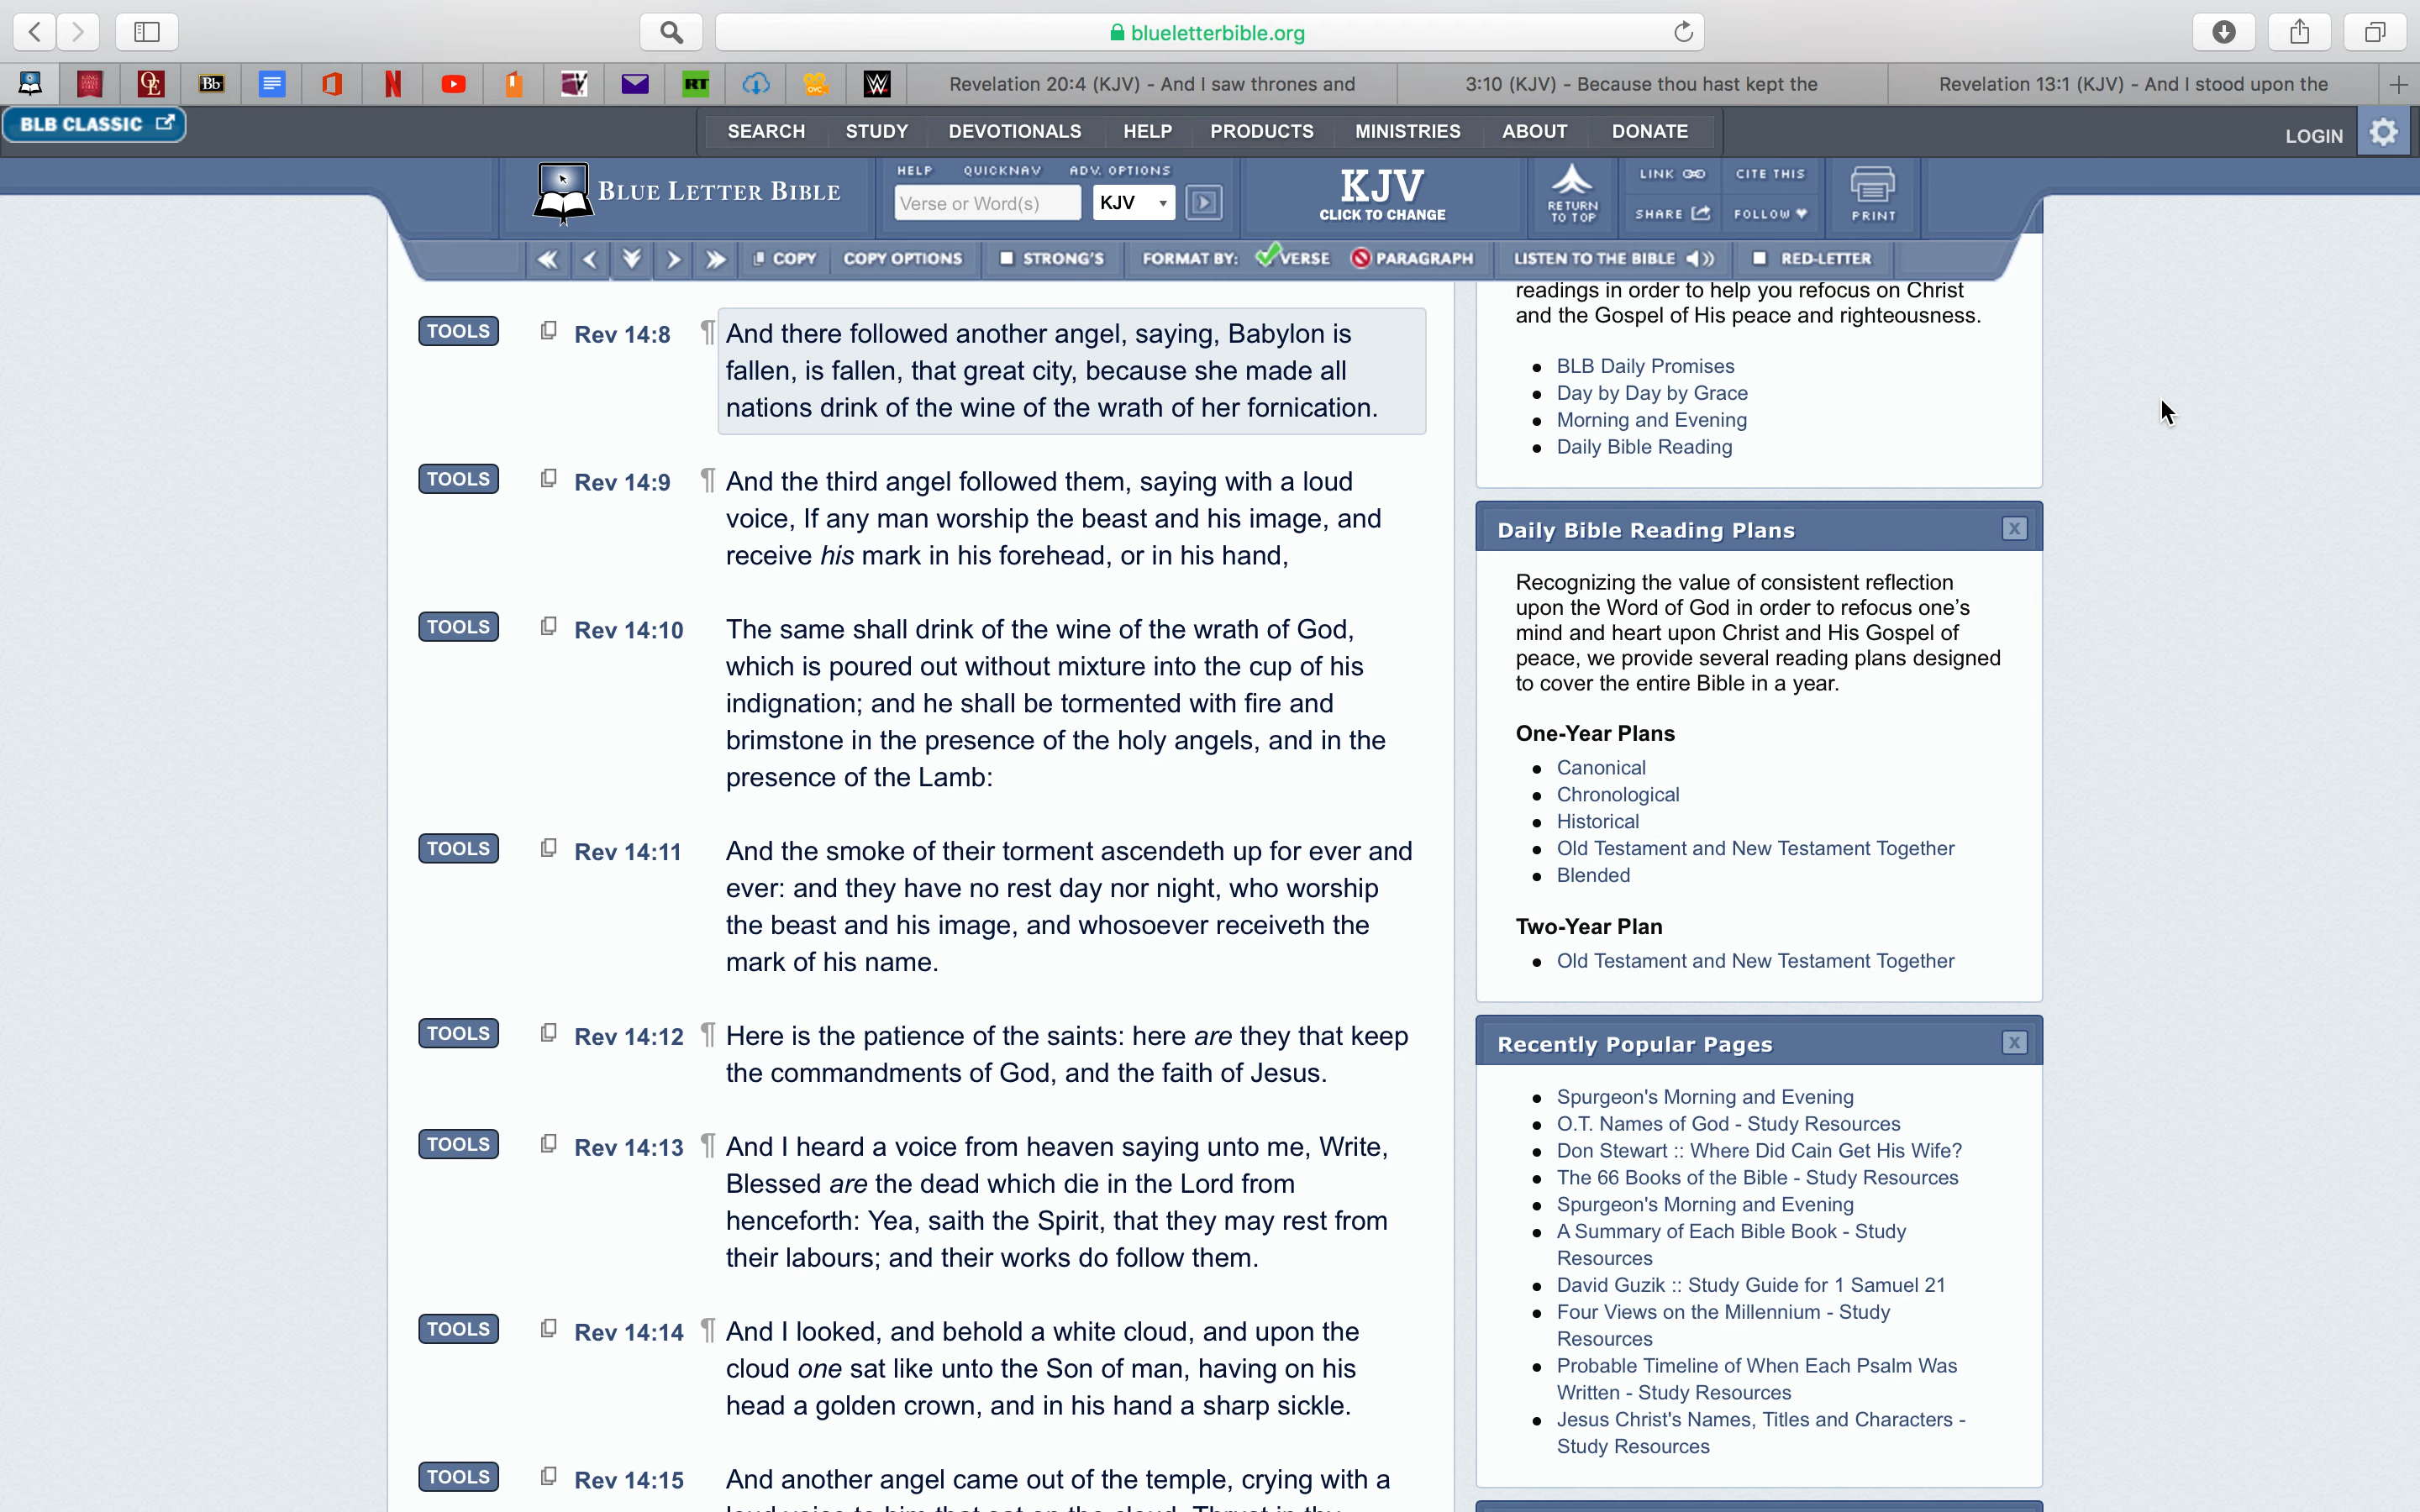 blueletterbible.org
Bb
N
RT
OVC
W
Revelation 20:4 (KJV) - And I saw thrones and
3:10 (KJV) - Because thou hast kept the
Revelation 13:1 (KJV) - And I stood upon the
BLB CLASSIC
SEARCH STUDY DEVOTIONALS HELP PRODUCTS MINISTRIES ABOUT DONATE
LOGIN
BLUE LETTER BIBLE
HELP QUICKNAV ADV. OPTIONS
Verse or Word(s) KJV
KJV
CLICK TO CHANGE
RETURN
TO TOP
LINK CITE THIS
SHARE FOLLOW
PRINT
COPY COPY OPTIONS STRONG'S FORMAT BY: VERSE PARAGRAPH LISTEN TO THE BIBLE RED-LETTER
TOOLS Rev 14:8 ¶ And there followed another angel, saying, Babylon is
fallen, is fallen, that great city, because she made all
nations drink of the wine of the wrath of her fornication.
TOOLS Rev 14:9 ¶ And the third angel followed them, saying with a loud
voice, If any man worship the beast and his image, and
receive his mark in his forehead, or in his hand,
TOOLS Rev 14:10 The same shall drink of the wine of the wrath of God,
which is poured out without mixture into the cup of his
indignation; and he shall be tormented with fire and
brimstone in the presence of the holy angels, and in the
presence of the Lamb:
TOOLS Rev 14:11 And the smoke of their torment ascendeth up for ever and
ever: and they have no rest day nor night, who worship
the beast and his image, and whosoever receiveth the
mark of his name.
TOOLS Rev 14:12 ¶ Here is the patience of the saints: here are they that keep
the commandments of God, and the faith of Jesus.
TOOLS Rev 14:13 ¶ And I heard a voice from heaven saying unto me, Write,
Blessed are the dead which die in the Lord from
henceforth: Yea, saith the Spirit, that they may rest from
their labours; and their works do follow them.
TOOLS Rev 14:14 ¶ And I looked, and behold a white cloud, and upon the
cloud one sat like unto the Son of man, having on his
head a golden crown, and in his hand a sharp sickle.
TOOLS Rev 14:15 And another angel came out of the temple, crying with a
readings in order to help you refocus on Christ
and the Gospel of His peace and righteousness.
BLB Daily Promises
Day by Day by Grace
Morning and Evening
Daily Bible Reading
Daily Bible Reading Plans X
Recognizing the value of consistent reflection
upon the Word of God in order to refocus one's
mind and heart upon Christ and His Gospel of
peace, we provide several reading plans designed
to cover the entire Bible in a year.
One-Year Plans
Canonical
Chronological
Historical
Old Testament and New Testament Together
Blended
Two-Year Plan
Old Testament and New Testament Together
Recently Popular Pages X
Spurgeon's Morning and Evening
O.T. Names of God - Study Resources
Don Stewart :: Where Did Cain Get His Wife?
The 66 Books of the Bible - Study Resources
Spurgeon's Morning and Evening
A Summary of Each Bible Book - Study
Resources
David Guzik :: Study Guide for 1 Samuel 21
Four Views on the Millennium - Study
Resources
Probable Timeline of When Each Psalm Was
Written - Study Resources
Jesus Christ's Names, Titles and Characters -
Study Resources